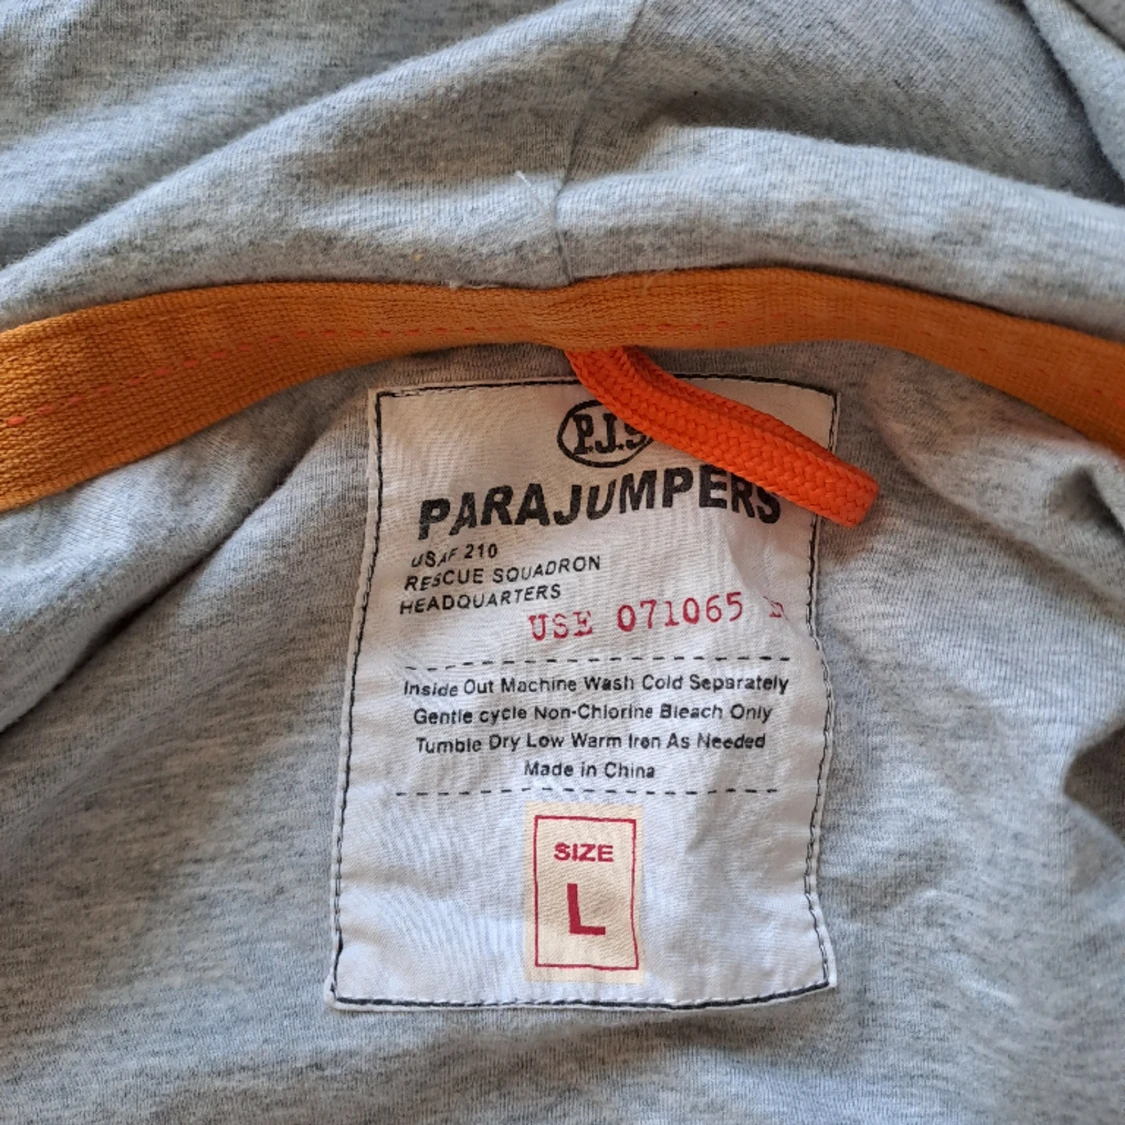 P.J.S
PARAJUMPERS
USAF 210
RESCUE SQUADRON
HEADQUARTERS
USE 071065
Inside Out Machine Wash Cold Separately
Gentle cycle Non-Chlorine Bleach Only
Tumble Dry Low Warm Iron As Needed
Made in China
SIZE
L